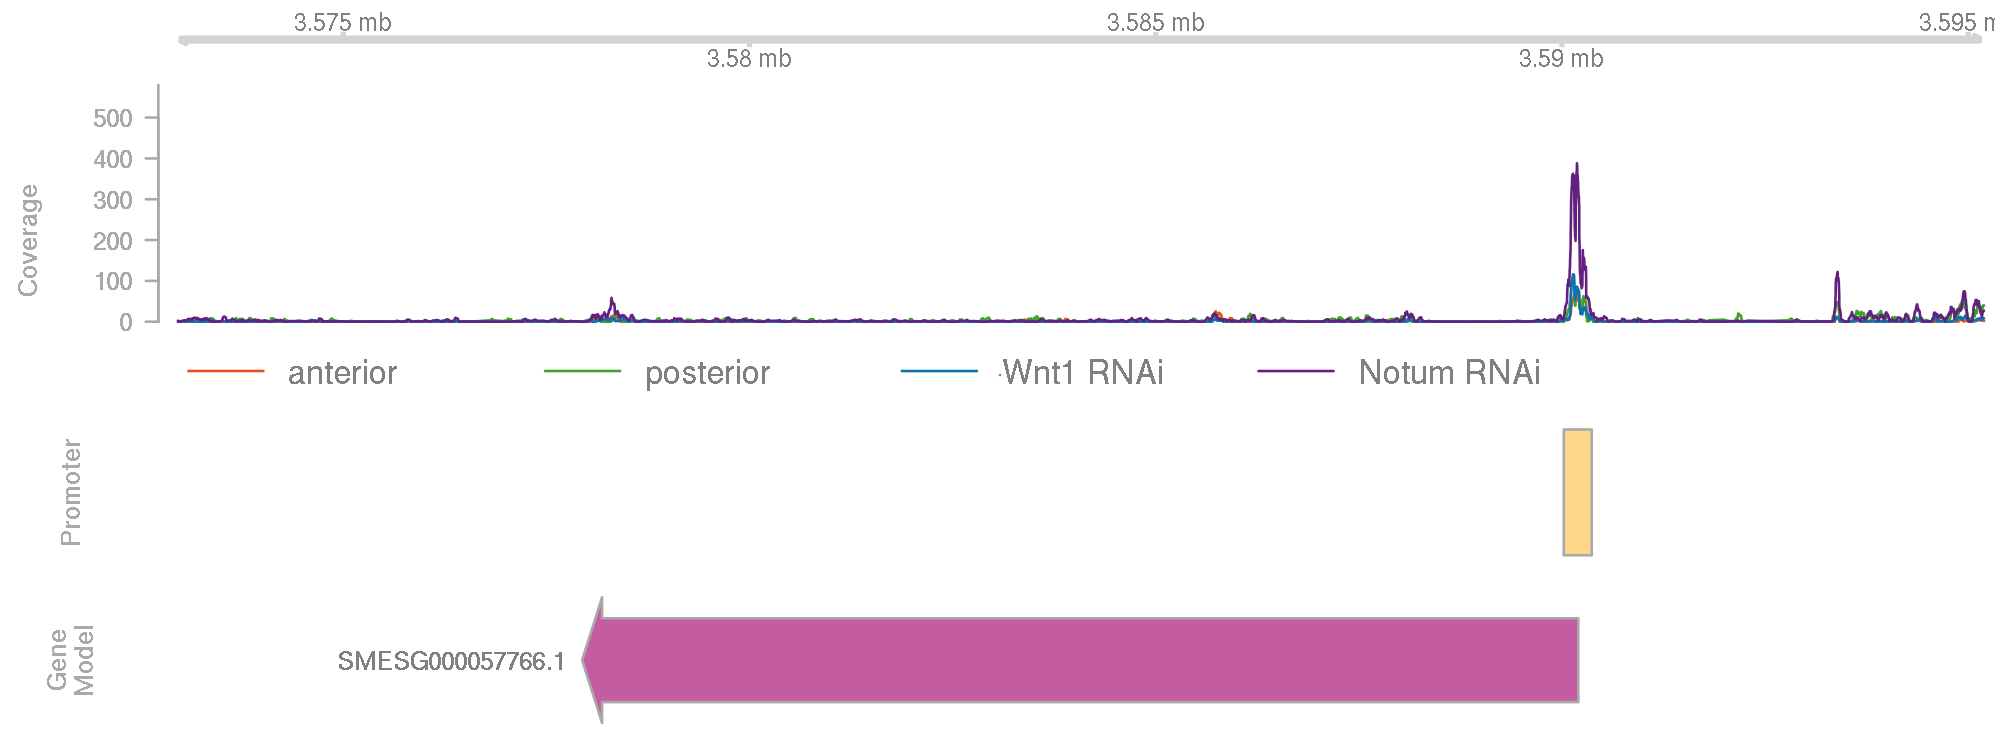 3.575 mb 3.585 mb 3.595 m
3.58 mb 3.59 mb
Coverage
500
400
300
200
100
0
anterior posterior Wnt1 RNAi Notum RNAi
Promoter
Gene
Model
SMESG000057766.1